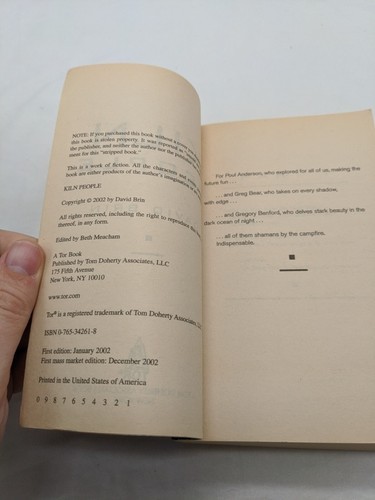 NOTE: If you purchased this book without a cover
this book is stolen property. It was reported as
the publisher, and neither the author nor the publisher
ment for this "stripped book."
This is a work of fiction. All the characters and
book are either products of the author's imagination or
KILN PEOPLE
Copyright © 2002 by David Brin
All rights reserved, including the right to reproduce this
thereof, in any form.
Edited by Beth Meacham
A Tor Book
Published by Tom Doherty Associates, LLC
175 Fifth Avenue
New York, NY 10010
www.tor.com
Tor® is a registered trademark of Tom Doherty Associates,
ISBN 0-765-34261-8
First edition: January 2002
First mass market edition: December 2002
Printed in the United States of America
0 9 8 7 6 5 4 3 2 1
For Poul Anderson, who explored for all of us, making the
future fun . . .
. . . and Greg Bear, who takes on every shadow,
with edge . . .
. . . and Gregory Benford, who delves stark beauty in the
dark ocean of night . . .
. . . all of them shamans by the campfire.
Indispensable.